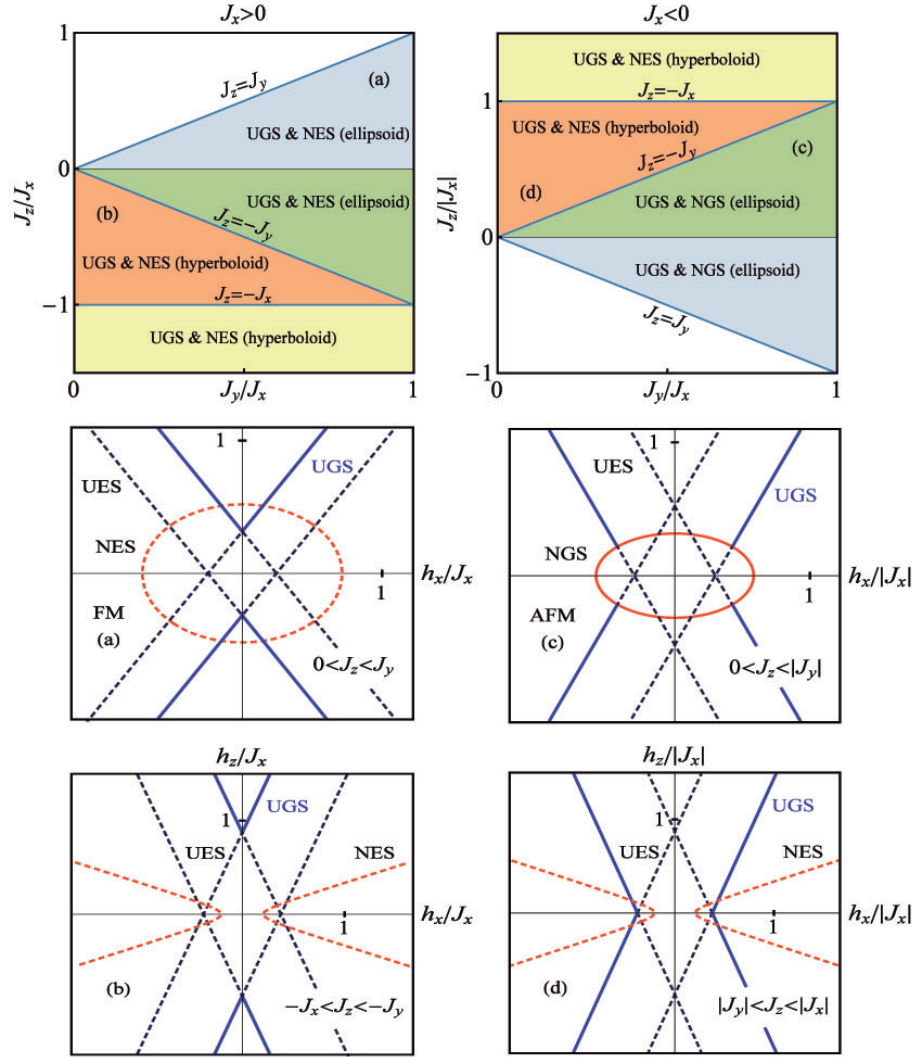 Jx>0
Jx<0
1
0
−1
Jz/Jx
Jz=Jy
(a)
UGS & NES (ellipsoid)
UGS & NES (ellipsoid)
(b)
Jz=−Jy
UGS & NES (hyperboloid)
Jz=−Jx
UGS & NES (hyperboloid)
0
Jy/Jx
1
1
0
−1
Jz/|Jx|
UGS & NES (hyperboloid)
Jz=−Jx
UGS & NES (hyperboloid)
Jz=−Jy
(c)
(d)
UGS & NGS (ellipsoid)
UGS & NGS (ellipsoid)
Jz=Jy
0
Jy/Jx
1
1
UGS
UES
NES
hx/Jx
1
FM
(a)
0<Jz<Jy
1
UES
UGS
NGS
hx/|Jx|
1
AFM
(c)
0<Jz<|Jy|
hz/Jx
UGS
1
UES
NES
hx/Jx
1
(b)
−Jx<Jz<−Jy
hz/|Jx|
UGS
1
UES
NES
hx/|Jx|
1
(d)
|Jy|<Jz<|Jx|